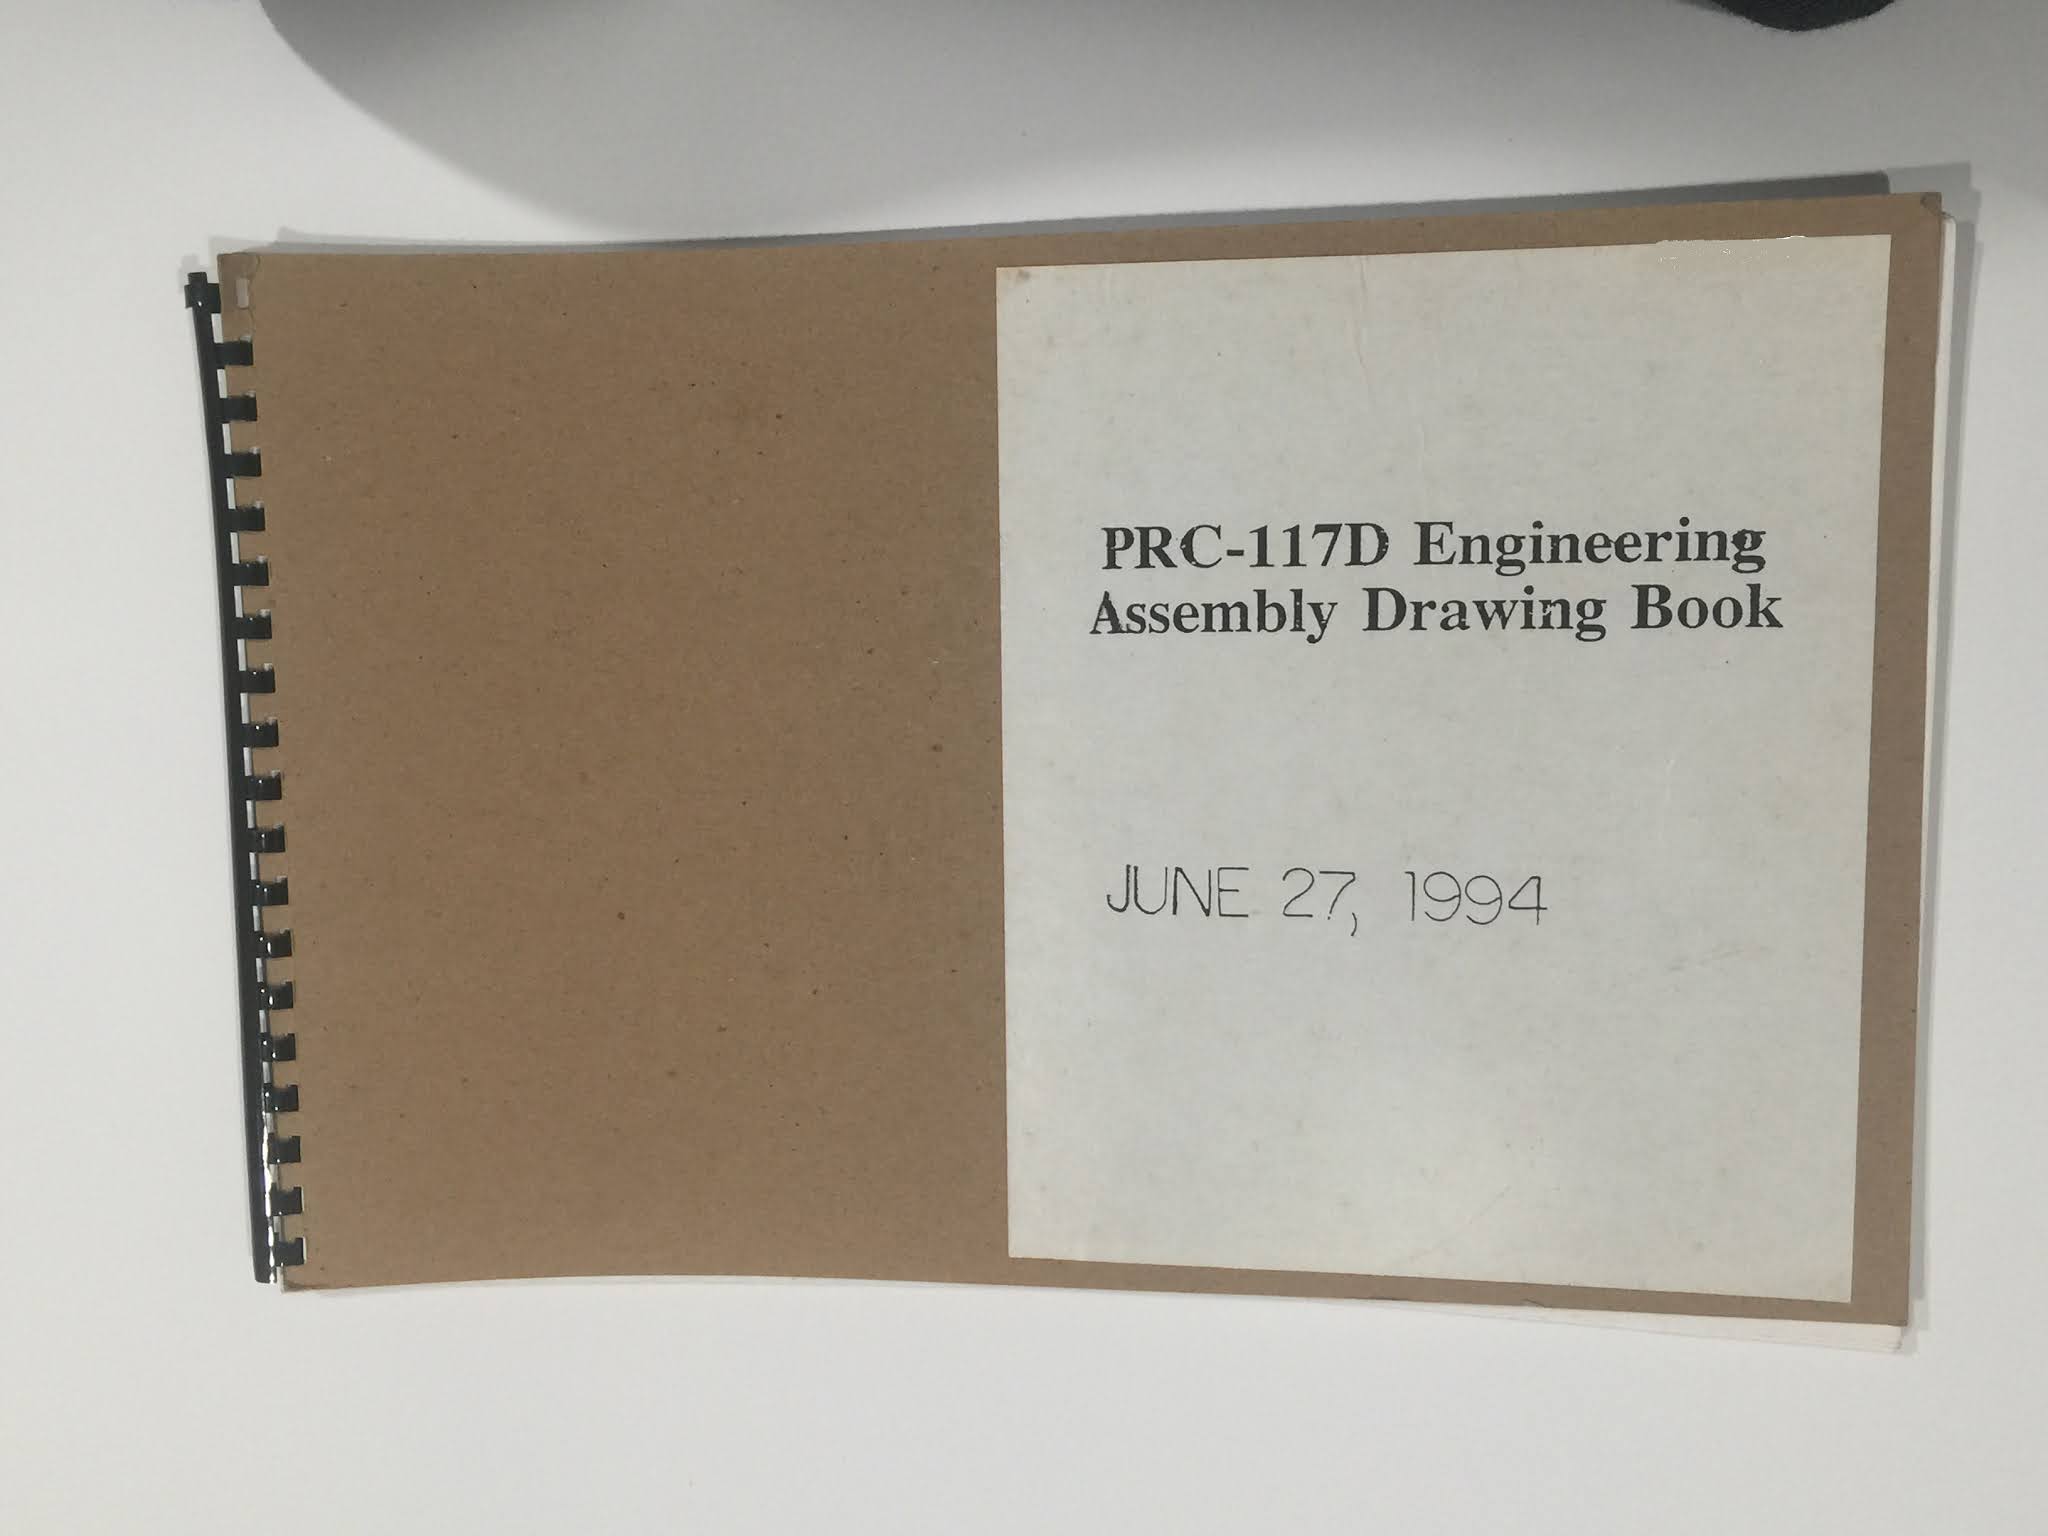 PRC-117D Engineering
Assembly Drawing Book
JUNE 27, 1994